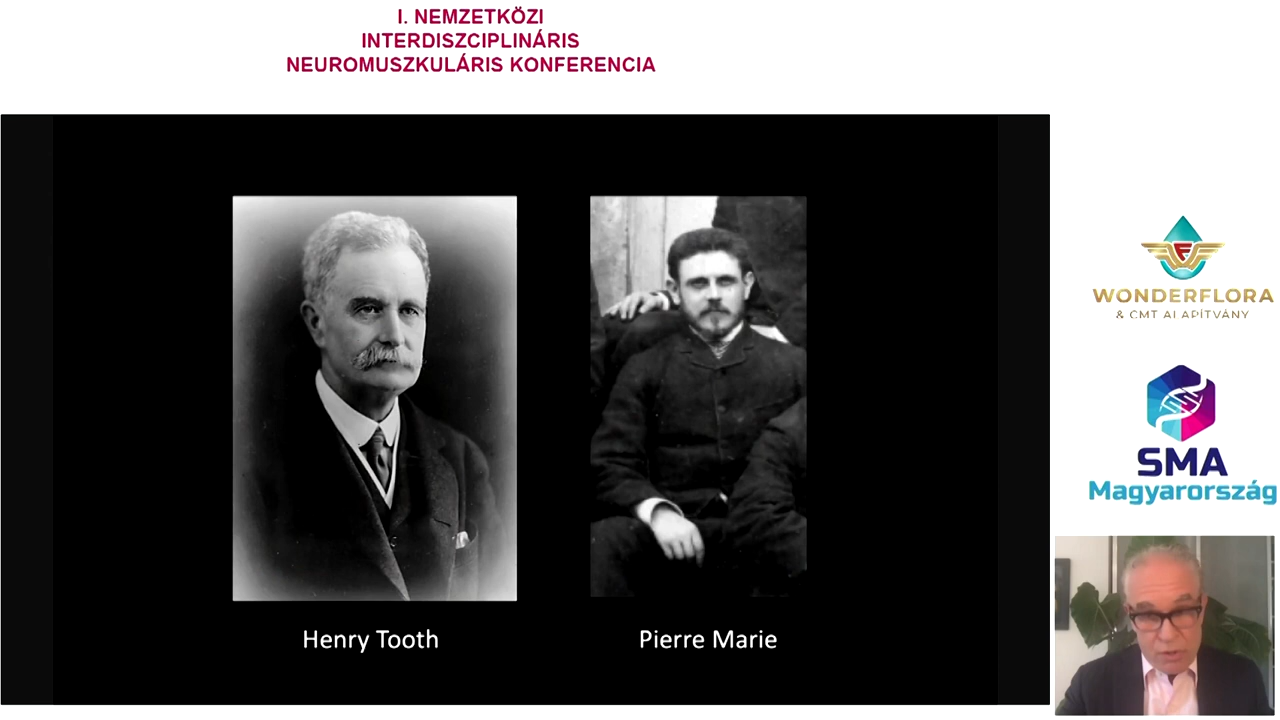 I. NEMZETKÖZI
INTERDISZCIPLINÁRIS
NEUROMUSZKULÁRIS KONFERENCIA
WONDERFLORA
& CMT ALAPÍTVÁNY
SMA
Magyarország
Henry Tooth
Pierre Marie